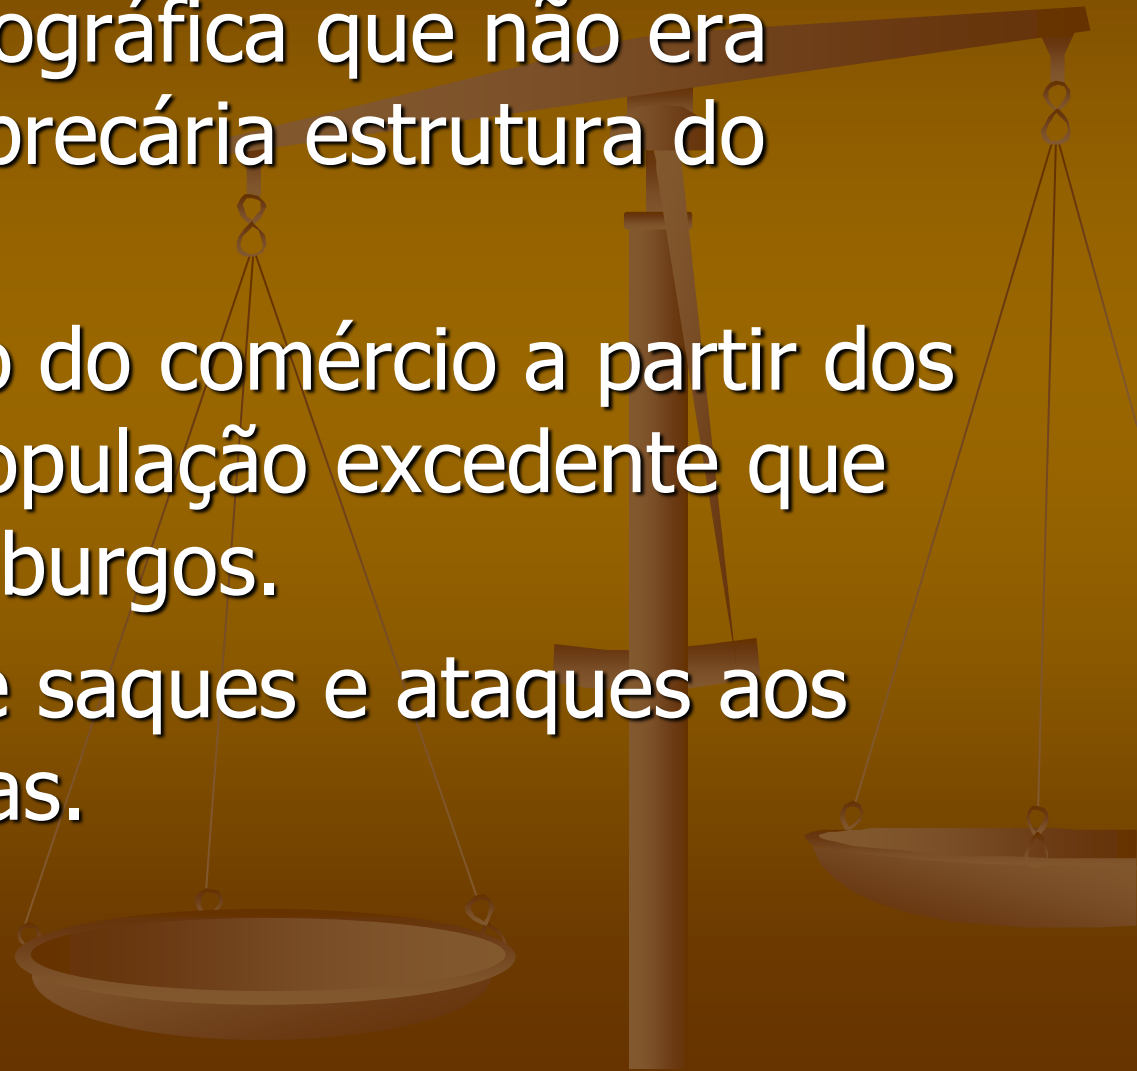 ográfica que não era
precária estrutura do
o do comércio a partir dos
opulação excedente que
burgos.
e saques e ataques aos
as.